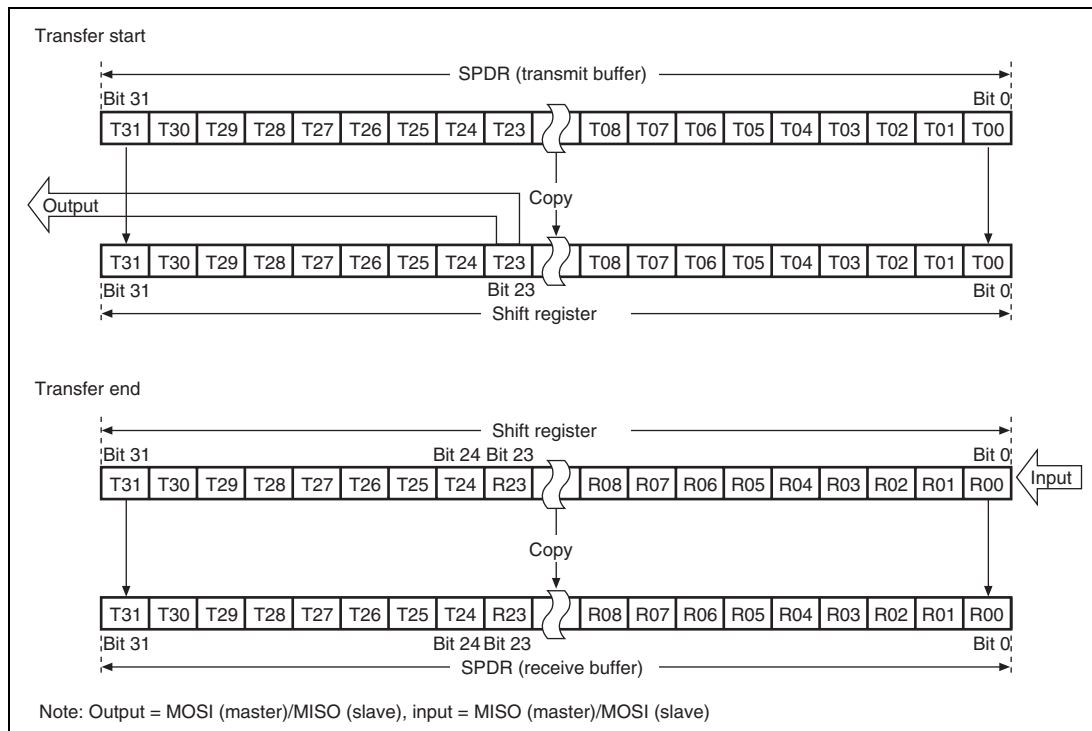 Transfer start
SPDR (transmit buffer)
Bit 31 Bit 0
T31 T30 T29 T28 T27 T26 T25 T24 T23 T08 T07 T06 T05 T04 T03 T02 T01 T00
Copy
Output
T31 T30 T29 T28 T27 T26 T25 T24 T23 T08 T07 T06 T05 T04 T03 T02 T01 T00
Bit 31 Bit 23 Bit 0
Shift register
Transfer end
Shift register
Bit 31 Bit 24 Bit 23 Bit 0
T31 T30 T29 T28 T27 T26 T25 T24 R23 R08 R07 R06 R05 R04 R03 R02 R01 R00
Input
Copy
T31 T30 T29 T28 T27 T26 T25 T24 R23 R08 R07 R06 R05 R04 R03 R02 R01 R00
Bit 31 Bit 24 Bit 23 Bit 0
SPDR (receive buffer)
Note: Output = MOSI (master)/MISO (slave), input = MISO (master)/MOSI (slave)